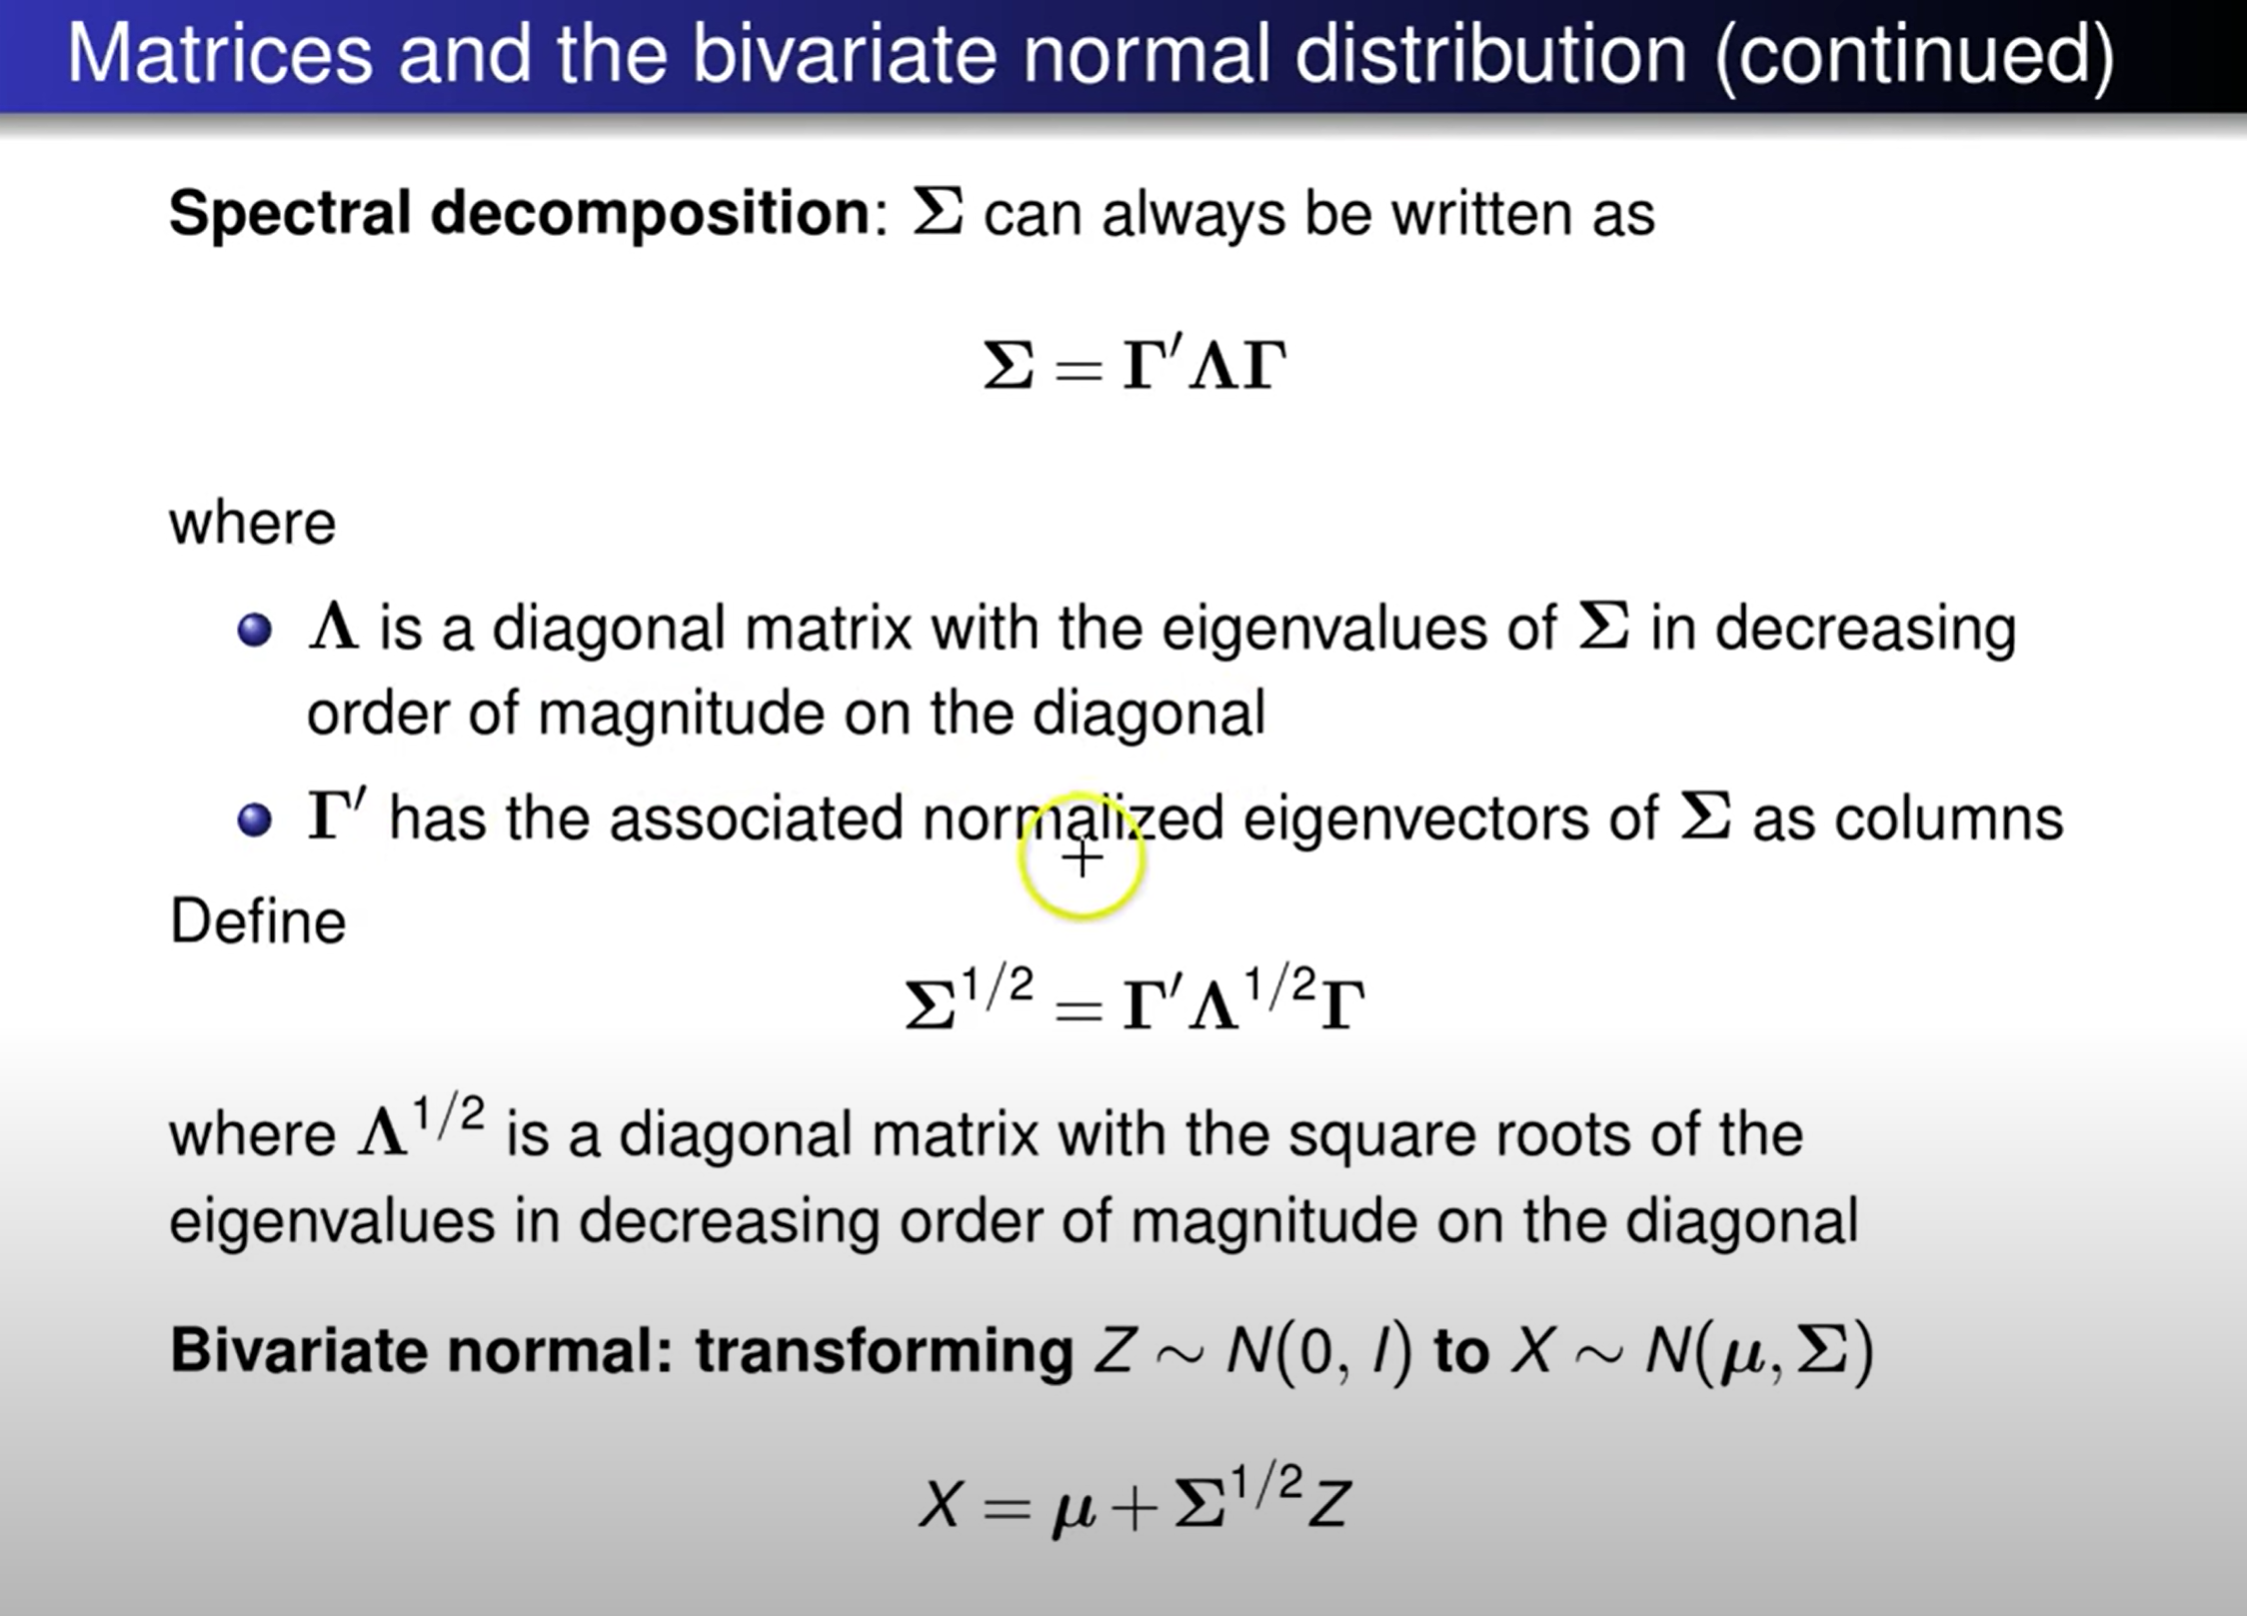 Matrices and the bivariate normal distribution (continued)
Spectral decomposition: Σ can always be written as
Σ = Γ′ΛΓ
where
Λ is a diagonal matrix with the eigenvalues of Σ in decreasing
order of magnitude on the diagonal
Γ′ has the associated normalized eigenvectors of Σ as columns
Define
Σ^{1/2} = Γ′Λ^{1/2}Γ
where Λ^{1/2} is a diagonal matrix with the square roots of the
eigenvalues in decreasing order of magnitude on the diagonal
Bivariate normal: transforming Z ∼ N(0, I) to X ∼ N(μ, Σ)
X = μ + Σ^{1/2}Z